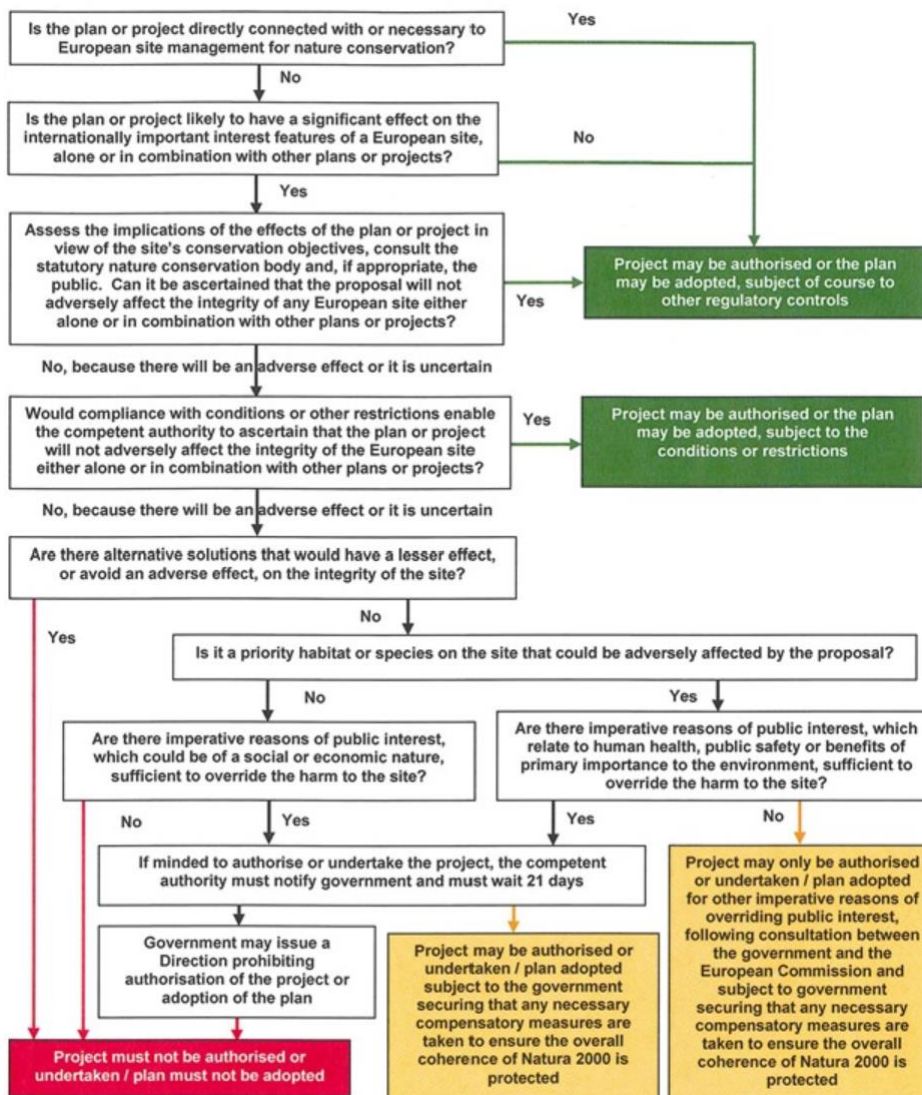 Is the plan or project directly connected with or necessary to
European site management for nature conservation?
Yes
No
Is the plan or project likely to have a significant effect on the
internationally important interest features of a European site,
alone or in combination with other plans or projects?
No
Yes
Assess the implications of the effects of the plan or project in
view of the site's conservation objectives, consult the
statutory nature conservation body and, if appropriate, the
public. Can it be ascertained that the proposal will not
adversely affect the integrity of any European site either
alone or in combination with other plans or projects?
Yes
Project may be authorised or the plan
may be adopted, subject of course to
other regulatory controls
No, because there will be an adverse effect or it is uncertain
Would compliance with conditions or other restrictions enable
the competent authority to ascertain that the plan or project
will not adversely affect the integrity of the European site
either alone or in combination with other plans or projects?
Yes
Project may be authorised or the plan
may be adopted, subject to the
conditions or restrictions
No, because there will be an adverse effect or it is uncertain
Are there alternative solutions that would have a lesser effect,
or avoid an adverse effect, on the integrity of the site?
Yes
No
Is it a priority habitat or species on the site that could be adversely affected by the proposal?
No
Yes
Are there imperative reasons of public interest,
which could be of a social or economic nature,
sufficient to override the harm to the site?
Are there imperative reasons of public interest, which
relate to human health, public safety or benefits of
primary importance to the environment, sufficient to
override the harm to the site?
No
Yes
Yes
No
If minded to authorise or undertake the project, the competent
authority must notify government and must wait 21 days
Government may issue a
Direction prohibiting
authorisation of the project or
adoption of the plan
Project may be authorised or
undertaken / plan adopted
subject to the government
securing that any necessary
compensatory measures are
taken to ensure the overall
coherence of Natura 2000 is
protected
Project may only be authorised
or undertaken / plan adopted
for other imperative reasons of
overriding public interest,
following consultation between
the government and the
European Commission and
subject to government
securing that any necessary
compensatory measures are
taken to ensure the overall
coherence of Natura 2000 is
protected
Project must not be authorised or
undertaken / plan must not be adopted